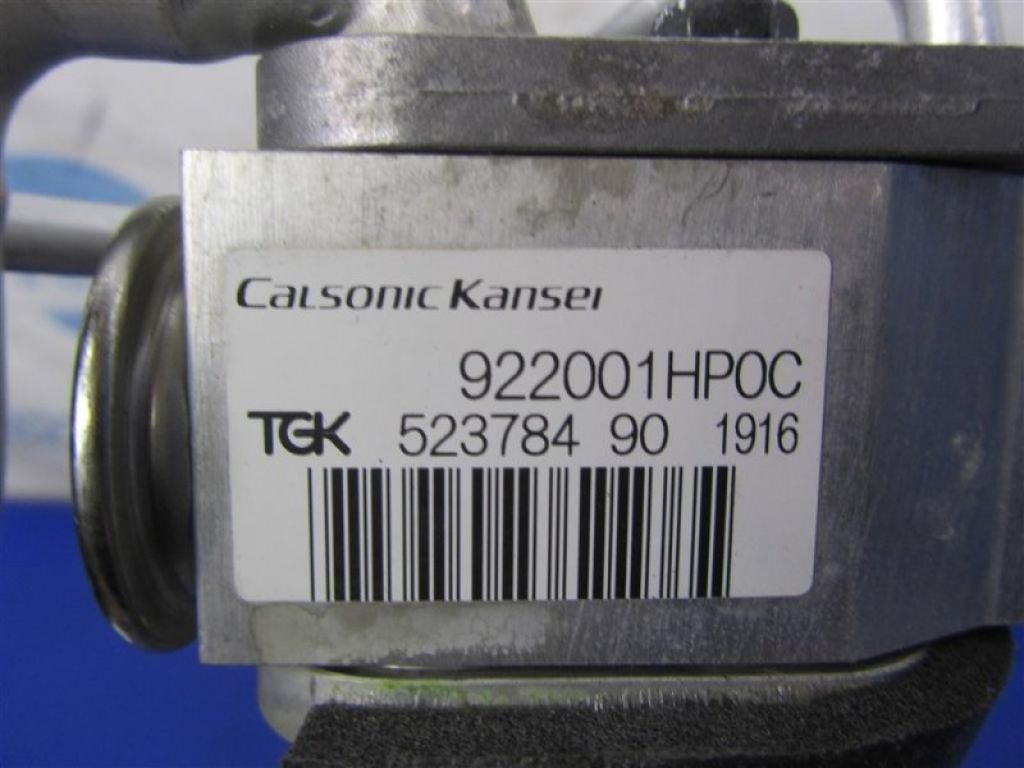 CALSONIC KANSEI
922001HP0C
TGK 523784 90 1916